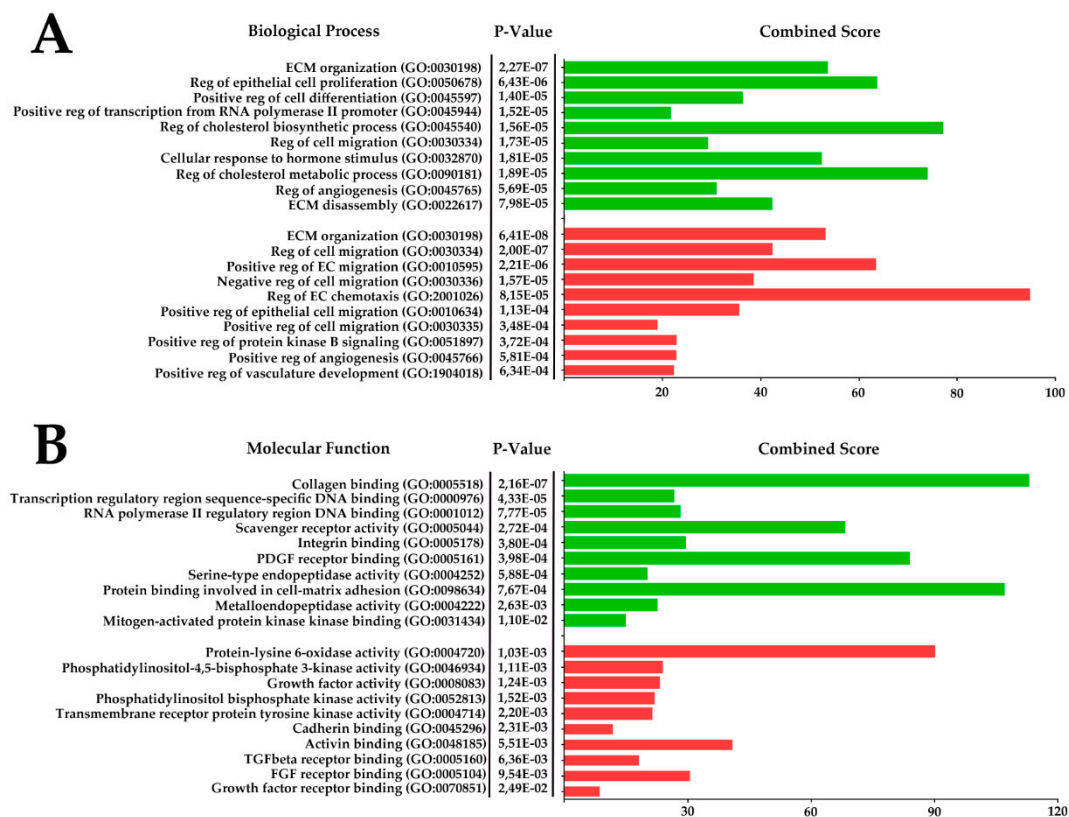 A
Biological Process P-Value Combined Score
ECM organization (GO:0030198) 2,27E-07
Reg of epithelial cell proliferation (GO:0050678) 6,43E-06
Positive reg of cell differentiation (GO:0045597) 1,40E-05
Positive reg of transcription from RNA polymerase II promoter (GO:0045944) 1,52E-05
Reg of cholesterol biosynthetic process (GO:0045540) 1,56E-05
Reg of cell migration (GO:0030334) 1,73E-05
Cellular response to hormone stimulus (GO:0032870) 1,81E-05
Reg of cholesterol metabolic process (GO:0090181) 1,89E-05
Reg of angiogenesis (GO:0045765) 5,69E-05
ECM disassembly (GO:0022617) 7,98E-05
ECM organization (GO:0030198) 6,41E-08
Reg of cell migration (GO:0030334) 2,00E-07
Positive reg of EC migration (GO:0010595) 2,21E-06
Negative reg of cell migration (GO:0030336) 1,57E-05
Reg of EC chemotaxis (GO:2001026) 8,15E-05
Positive reg of epithelial cell migration (GO:0010634) 1,13E-04
Positive reg of cell migration (GO:0030335) 3,48E-04
Positive reg of protein kinase B signaling (GO:0051897) 3,72E-04
Positive reg of angiogenesis (GO:0045766) 5,81E-04
Positive reg of vasculature development (GO:1904018) 6,34E-04
20 40 60 80 100
B
Molecular Function P-Value Combined Score
Collagen binding (GO:0005518) 2,16E-07
Transcription regulatory region sequence-specific DNA binding (GO:0000976) 4,33E-05
RNA polymerase II regulatory region DNA binding (GO:0001012) 7,77E-05
Scavenger receptor activity (GO:0005044) 2,72E-04
Integrin binding (GO:0005178) 3,80E-04
PDGF receptor binding (GO:0005161) 3,98E-04
Serine-type endopeptidase activity (GO:0004252) 5,88E-04
Protein binding involved in cell-matrix adhesion (GO:0098634) 7,67E-04
Metalloendopeptidase activity (GO:0004222) 2,63E-03
Mitogen-activated protein kinase kinase binding (GO:0031434) 1,10E-02
Protein-lysine 6-oxidase activity (GO:0004720) 1,03E-03
Phosphatidylinositol-4,5-bisphosphate 3-kinase activity (GO:0046934) 1,11E-03
Growth factor activity (GO:0008083) 1,24E-03
Phosphatidylinositol bisphosphate kinase activity (GO:0052813) 1,52E-03
Transmembrane receptor protein tyrosine kinase activity (GO:0004714) 2,20E-03
Cadherin binding (GO:0045296) 2,31E-03
Activin binding (GO:0048185) 5,51E-03
TGFbeta receptor binding (GO:0005160) 6,36E-03
FGF receptor binding (GO:0005104) 9,54E-03
Growth factor receptor binding (GO:0070851) 2,49E-02
30 60 90 120